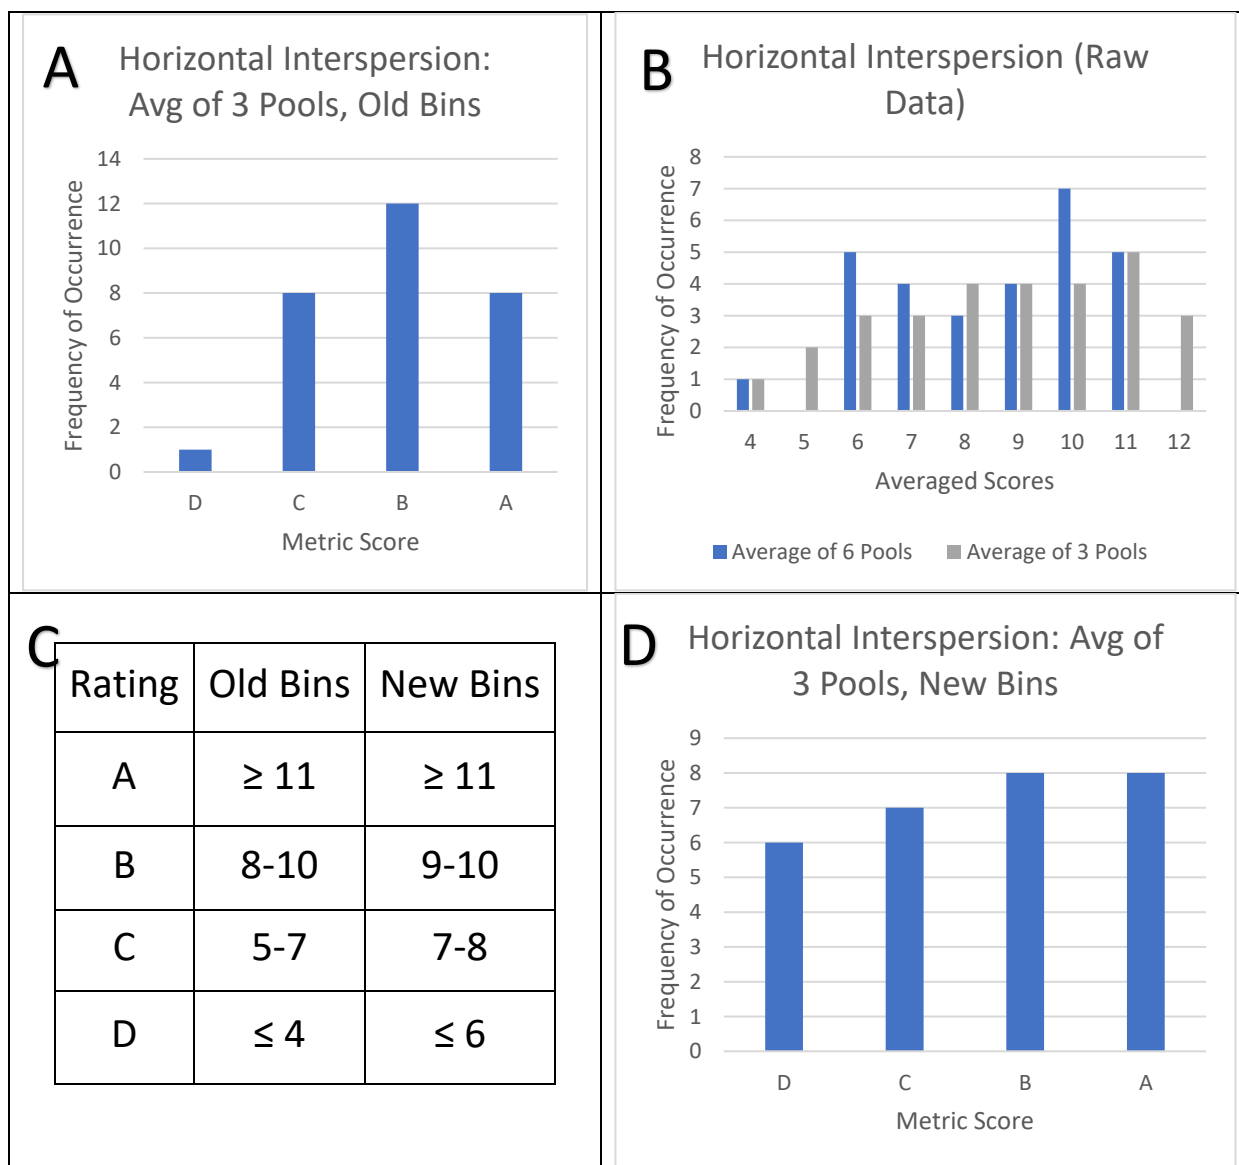 A
Horizontal Interspersion:
Avg of 3 Pools, Old Bins
Frequency of Occurrence
14
12
10
8
6
4
2
0
D C B A
Metric Score
B
Horizontal Interspersion (Raw
Data)
Frequency of Occurrence
8
7
6
5
4
3
2
1
0
4 5 6 7 8 9 10 11 12
Averaged Scores
Average of 6 Pools Average of 3 Pools
C
Rating Old Bins New Bins
A ≥ 11 ≥ 11
B 8-10 9-10
C 5-7 7-8
D ≤ 4 ≤ 6
D
Horizontal Interspersion: Avg of
3 Pools, New Bins
Frequency of Occurrence
9
8
7
6
5
4
3
2
1
0
D C B A
Metric Score